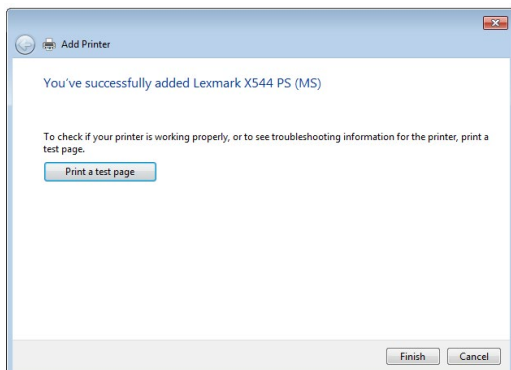 Add Printer
You've successfully added Lexmark X544 PS (MS)
To check if your printer is working properly, or to see troubleshooting information for the printer, print a
test page.
Print a test page
Finish Cancel